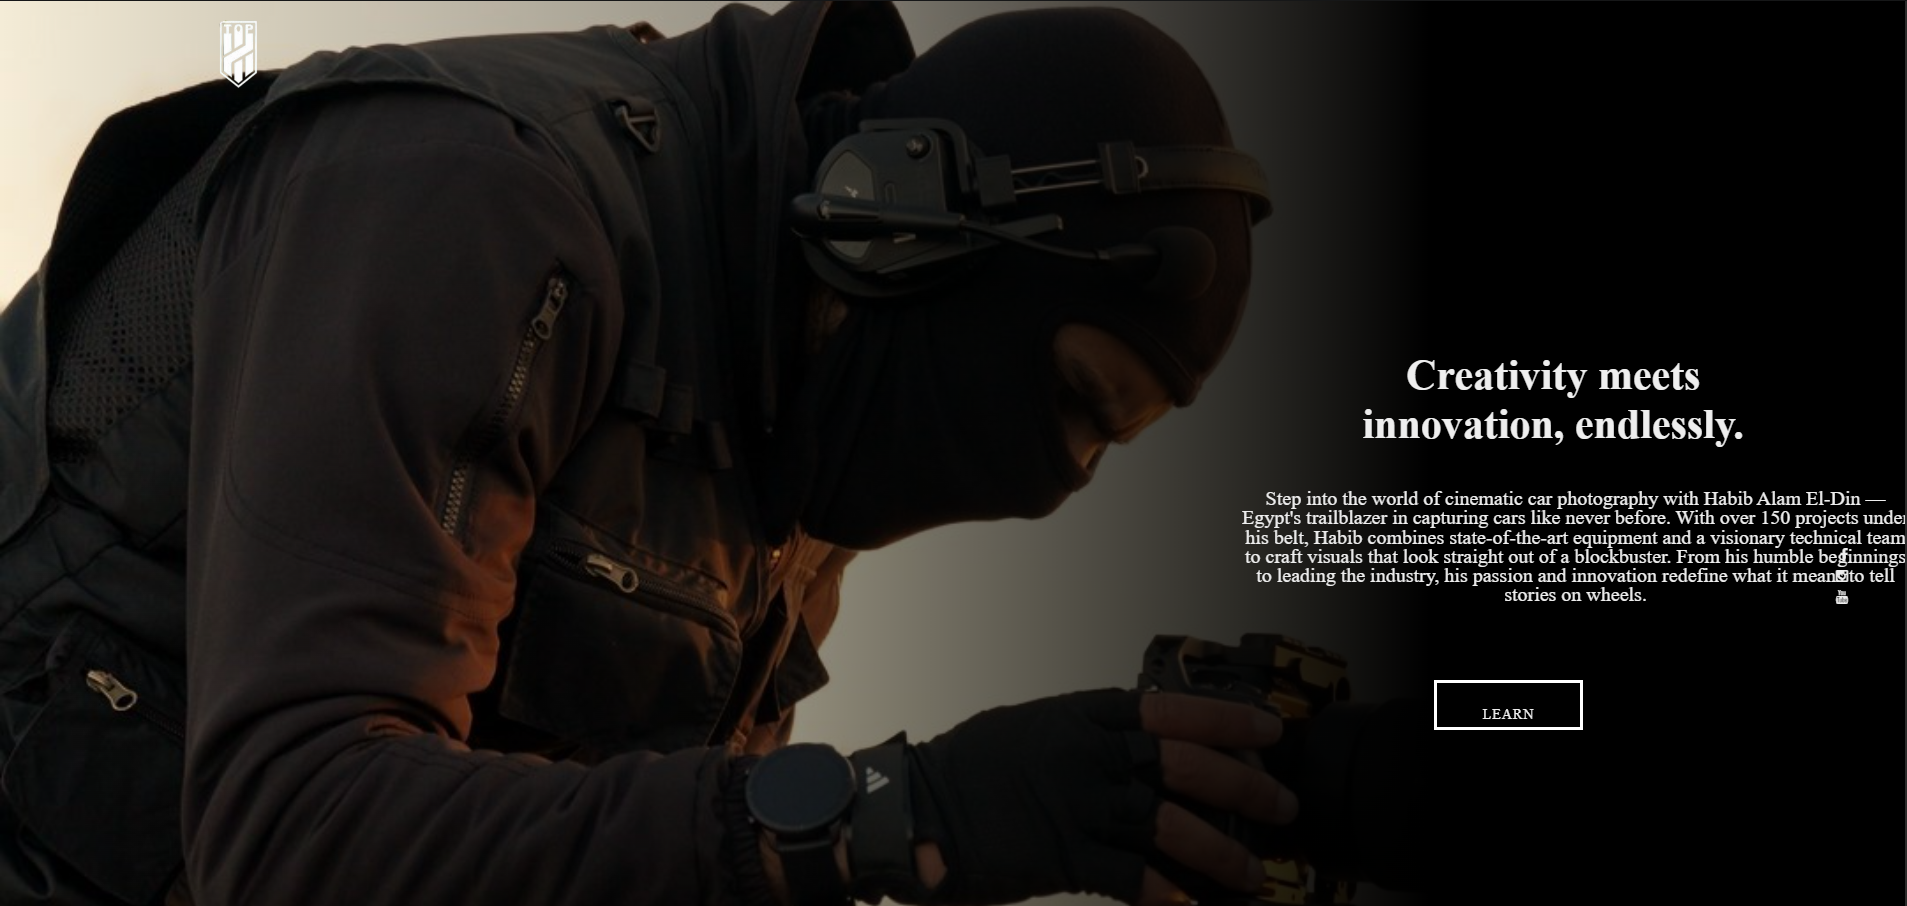 TOP
Creativity meets
innovation, endlessly.
Step into the world of cinematic car photography with Habib Alam El-Din —
Egypt's trailblazer in capturing cars like never before. With over 150 projects under
his belt, Habib combines state-of-the-art equipment and a visionary technical team
to craft visuals that look straight out of a blockbuster. From his humble beginnings
to leading the industry, his passion and innovation redefine what it means to tell
stories on wheels.
You
Tube
LEARN